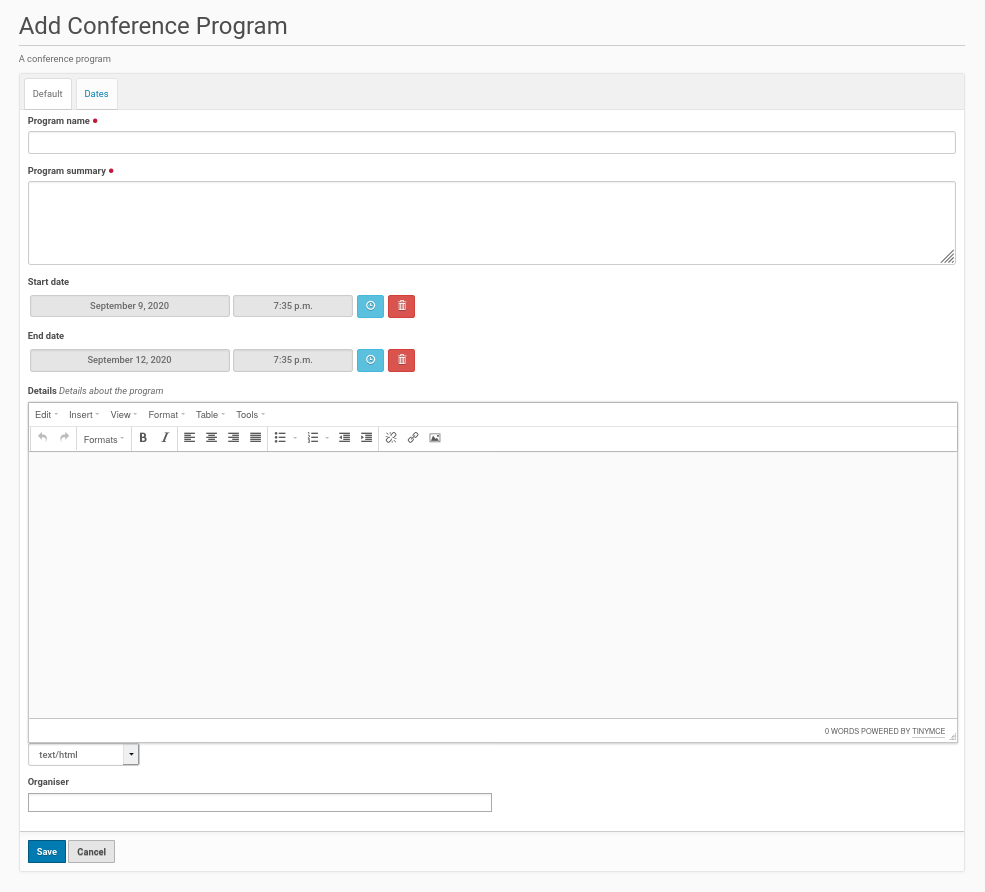 Add Conference Program
A conference program
Default Dates
Program name
Program summary
Start date
September 9, 2020 7:35 p.m.
End date
September 12, 2020 7:35 p.m.
Details Details about the program
Edit Insert View Format Table Tools
Formats B I
0 WORDS POWERED BY TINYMCE
text/html
Organiser
Save Cancel